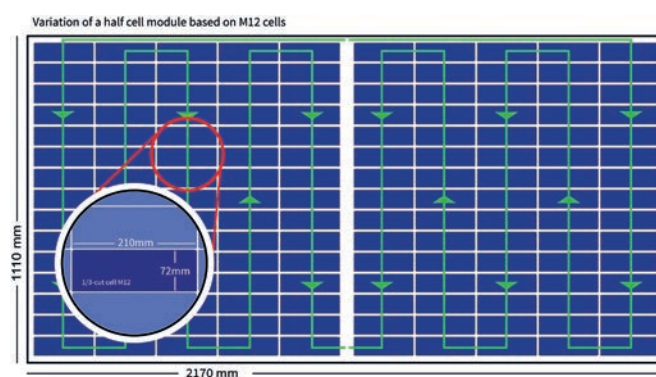 Variation of a half cell module based on M12 cells
210mm
72mm
1/3-cut cell M12
1110 mm
2170 mm